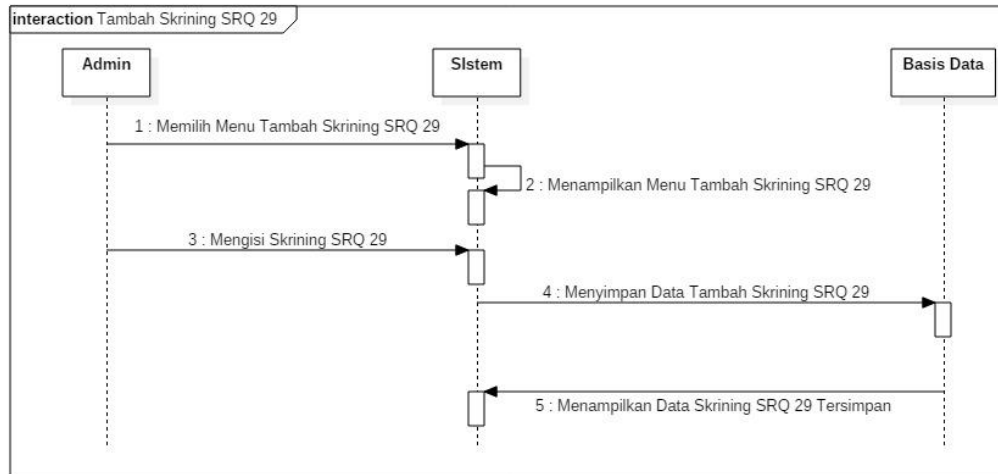 interaction Tambah Skrining SRQ 29
Admin
SIstem
Basis Data
1 : Memilih Menu Tambah Skrining SRQ 29
2 : Menampilkan Menu Tambah Skrining SRQ 29
3 : Mengisi Skrining SRQ 29
4 : Menyimpan Data Tambah Skrining SRQ 29
5 : Menampilkan Data Skrining SRQ 29 Tersimpan